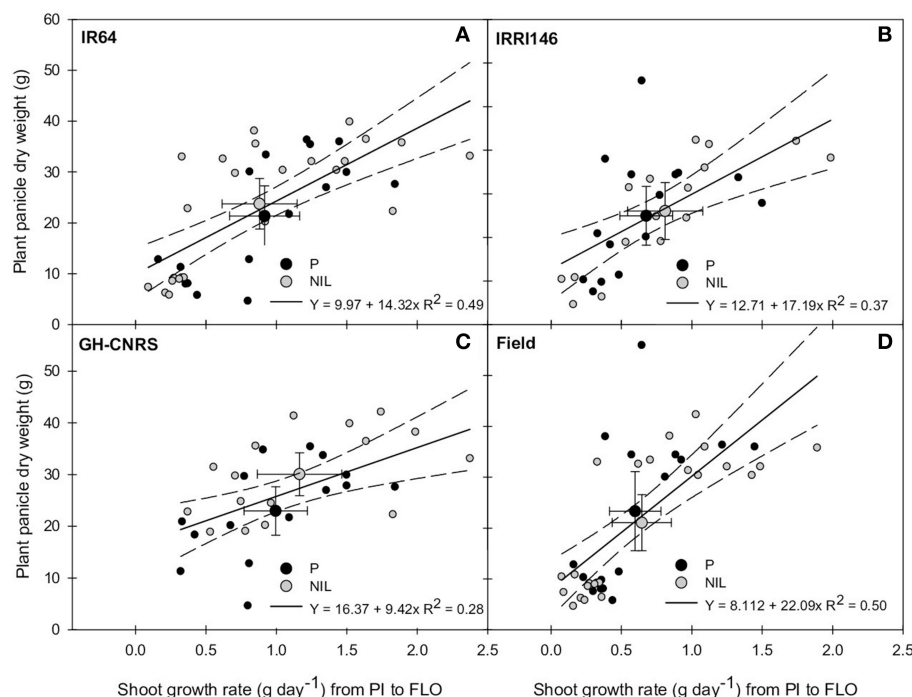 IR64
A
Plant panicle dry weight (g)
60
50
40
30
20
10
0
P
NIL
Y = 9.97 + 14.32x R² = 0.49
IRRI146
B
P
NIL
Y = 12.71 + 17.19x R² = 0.37
GH-CNRS
C
Plant panicle dry weight (g)
50
40
30
20
10
0
P
NIL
Y = 16.37 + 9.42x R² = 0.28
0.0 0.5 1.0 1.5 2.0 2.5
Shoot growth rate (g day⁻¹) from PI to FLO
Field
D
P
NIL
Y = 8.112 + 22.09x R² = 0.50
0.0 0.5 1.0 1.5 2.0 2.5
Shoot growth rate (g day⁻¹) from PI to FLO